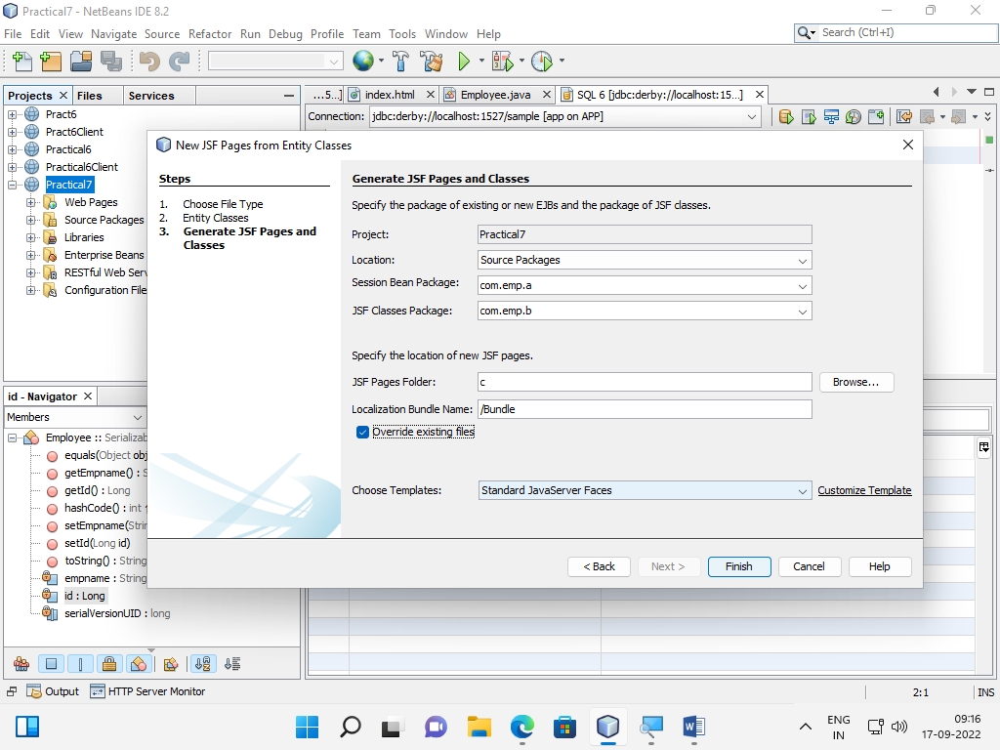 Practical7 - NetBeans IDE 8.2
File Edit View Navigate Source Refactor Run Debug Profile Team Tools Window Help
Search (Ctrl+I)
Projects Files Services
...5...] index.html Employee.java SQL 6 [jdbc:derby://localhost:15...]
Connection: jdbc:derby://localhost:1527/sample [app on APP]
Pract6
Pract6Client
Practical6
Practical6Client
Practical7
Web Pages
Source Packages
Libraries
Enterprise Beans
RESTful Web Serv
Configuration File
New JSF Pages from Entity Classes
Steps
1. Choose File Type
2. Entity Classes
3. Generate JSF Pages and
Classes
Generate JSF Pages and Classes
Specify the package of existing or new EJBs and the package of JSF classes.
Project: Practical7
Location: Source Packages
Session Bean Package: com.emp.a
JSF Classes Package: com.emp.b
Specify the location of new JSF pages.
JSF Pages Folder: c Browse...
Localization Bundle Name: /Bundle
Override existing files
Choose Templates: Standard JavaServer Faces Customize Template
< Back Next > Finish Cancel Help
id - Navigator
Members
Employee :: Serializab
equals(Object obj
getEmpname() : S
getId() : Long
hashCode() : int
setEmpname(Strin
setId(Long id)
toString() : String
empname : String
id : Long
serialVersionUID : long
Output HTTP Server Monitor
2:1 INS
ENG
IN
09:16
17-09-2022